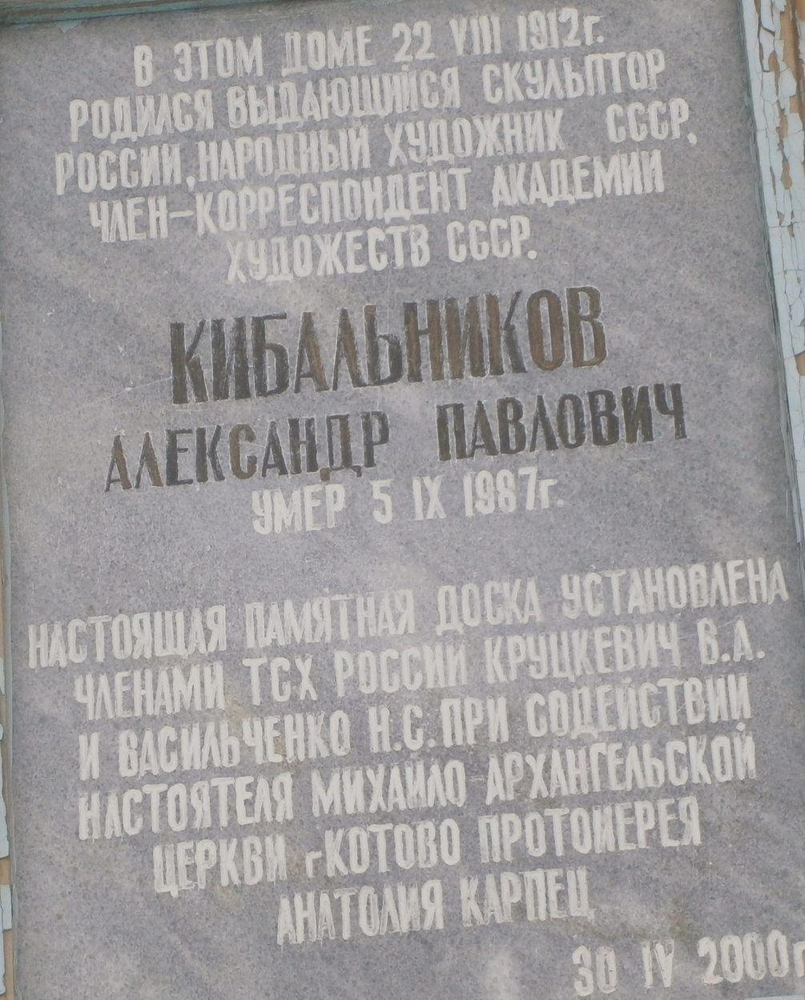 В ЭТОМ ДОМЕ 22 VIII 1912г.
РОДИЛСЯ ВЫДАЮЩИЙСЯ СКУЛЬПТОР
РОССИИ, НАРОДНЫЙ ХУДОЖНИК СССР,
ЧЛЕН-КОРРЕСПОНДЕНТ АКАДЕМИИ
ХУДОЖЕСТВ СССР.
КИБАЛЬНИКОВ
АЛЕКСАНДР ПАВЛОВИЧ
УМЕР 5 IX 1987г.
НАСТОЯЩАЯ ПАМЯТНАЯ ДОСКА УСТАНОВЛЕНА
ЧЛЕНАМИ ТСХ РОССИИ КРУЦКЕВИЧ В.А.
И ВАСИЛЬЧЕНКО Н.С. ПРИ СОДЕЙСТВИИ
НАСТОЯТЕЛЯ МИХАЙЛО-АРХАНГЕЛЬСКОЙ
ЦЕРКВИ г КОТОВО ПРОТОИЕРЕЯ
АНАТОЛИЯ КАРПЕЦ
30 IV 2000г